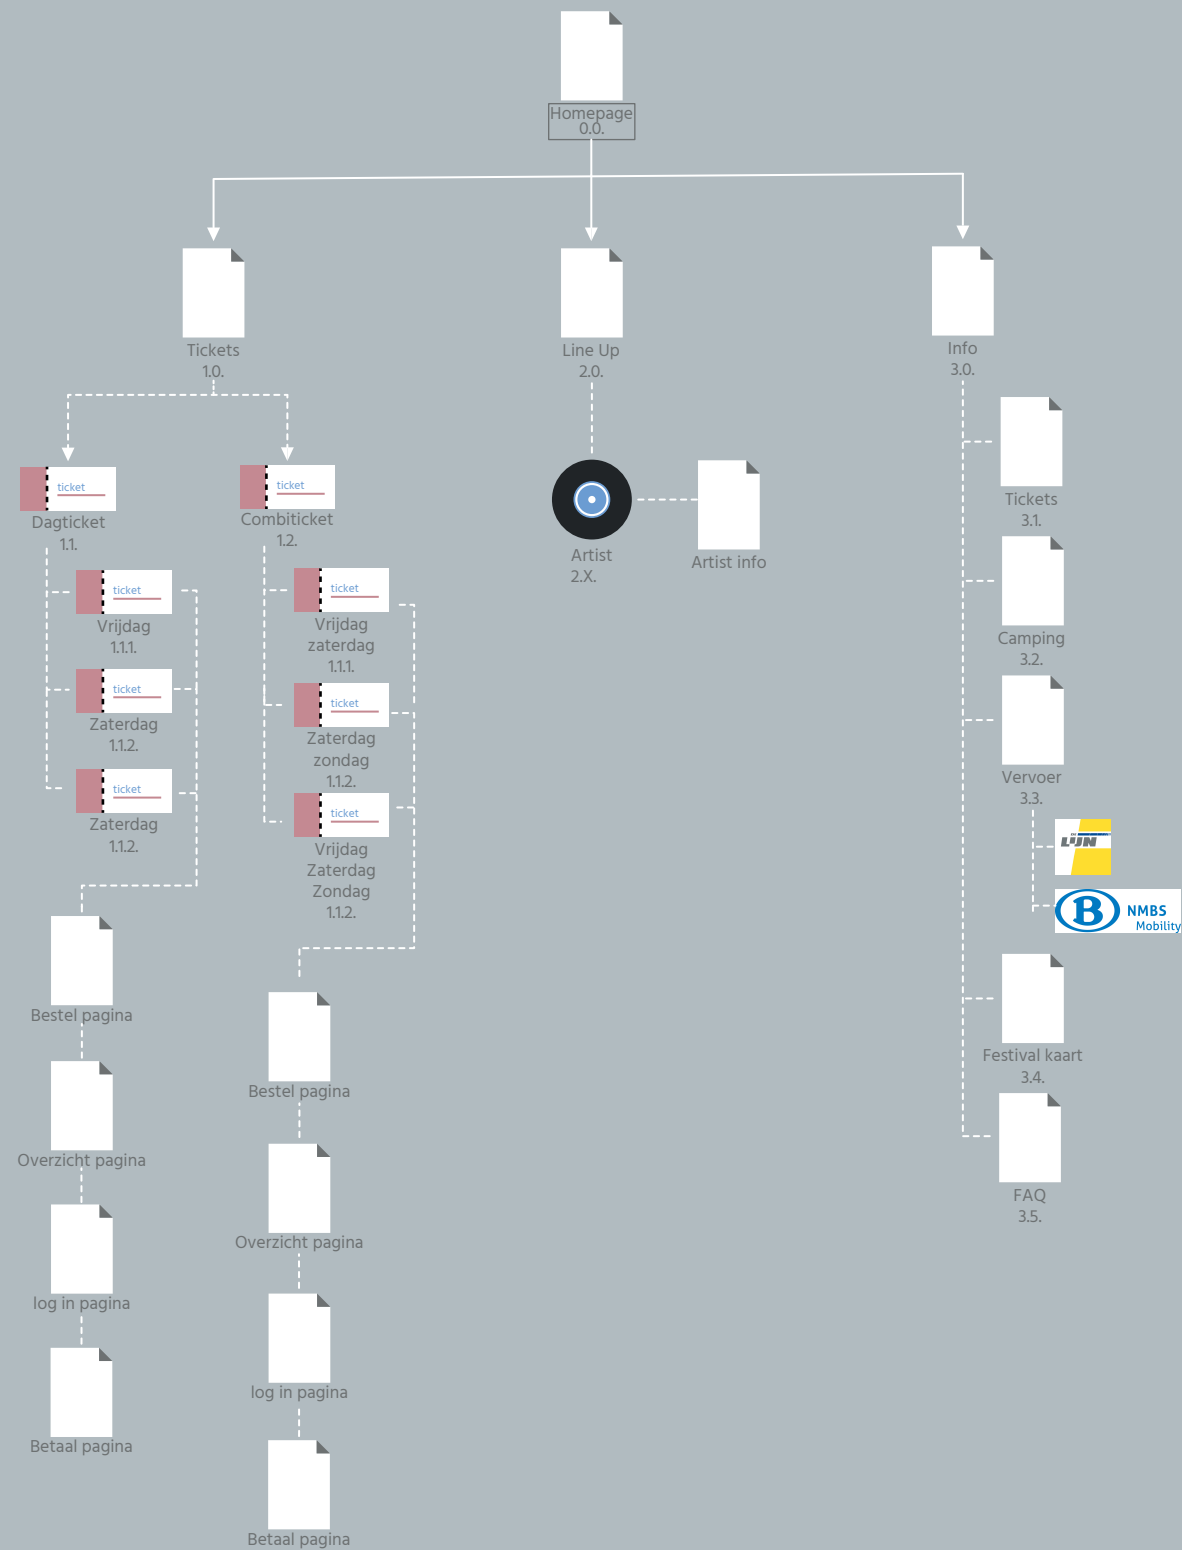 Homepage
0.0.
Tickets
1.0.
Line Up
2.0.
Info
3.0.
ticket
Dagticket
1.1.
ticket
Vrijdag
1.1.1.
ticket
Zaterdag
1.1.2.
ticket
Zaterdag
1.1.2.
Bestel pagina
Overzicht pagina
log in pagina
Betaal pagina
ticket
Combiticket
1.2.
ticket
Vrijdag
zaterdag
1.1.1.
ticket
Zaterdag
zondag
1.1.2.
ticket
Vrijdag
Zaterdag
Zondag
1.1.2.
Bestel pagina
Overzicht pagina
log in pagina
Betaal pagina
Artist
2.X.
Artist info
Tickets
3.1.
Camping
3.2.
Vervoer
3.3.
LIJN
B
NMBS
Mobility
Festival kaart
3.4.
FAQ
3.5.